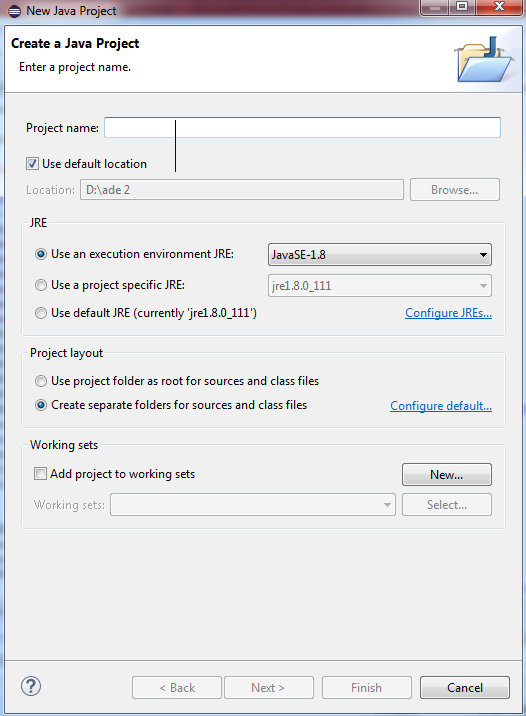 New Java Project
Create a Java Project
Enter a project name.
Project name:
Use default location
Location: D:\ade 2 Browse...
JRE
Use an execution environment JRE: JavaSE-1.8
Use a project specific JRE: jre1.8.0_111
Use default JRE (currently 'jre1.8.0_111') Configure JREs...
Project layout
Use project folder as root for sources and class files
Create separate folders for sources and class files Configure default...
Working sets
Add project to working sets New...
Working sets: Select...
? < Back Next > Finish Cancel